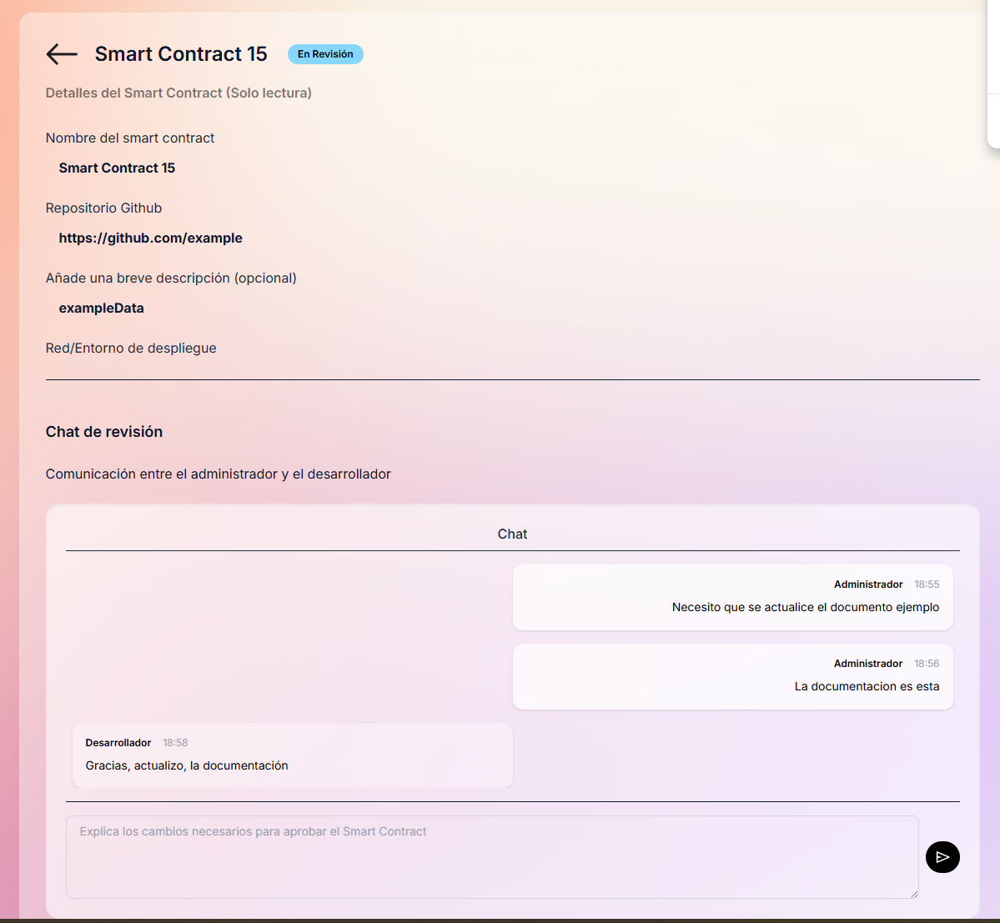 Smart Contract 15
En Revisión
Detalles del Smart Contract (Solo lectura)
Nombre del smart contract
Smart Contract 15
Repositorio Github
https://github.com/example
Añade una breve descripción (opcional)
exampleData
Red/Entorno de despliegue
Chat de revisión
Comunicación entre el administrador y el desarrollador
Chat
Administrador 18:55
Necesito que se actualice el documento ejemplo
Administrador 18:56
La documentacion es esta
Desarrollador 18:58
Gracias, actualizo, la documentación
Explica los cambios necesarios para aprobar el Smart Contract